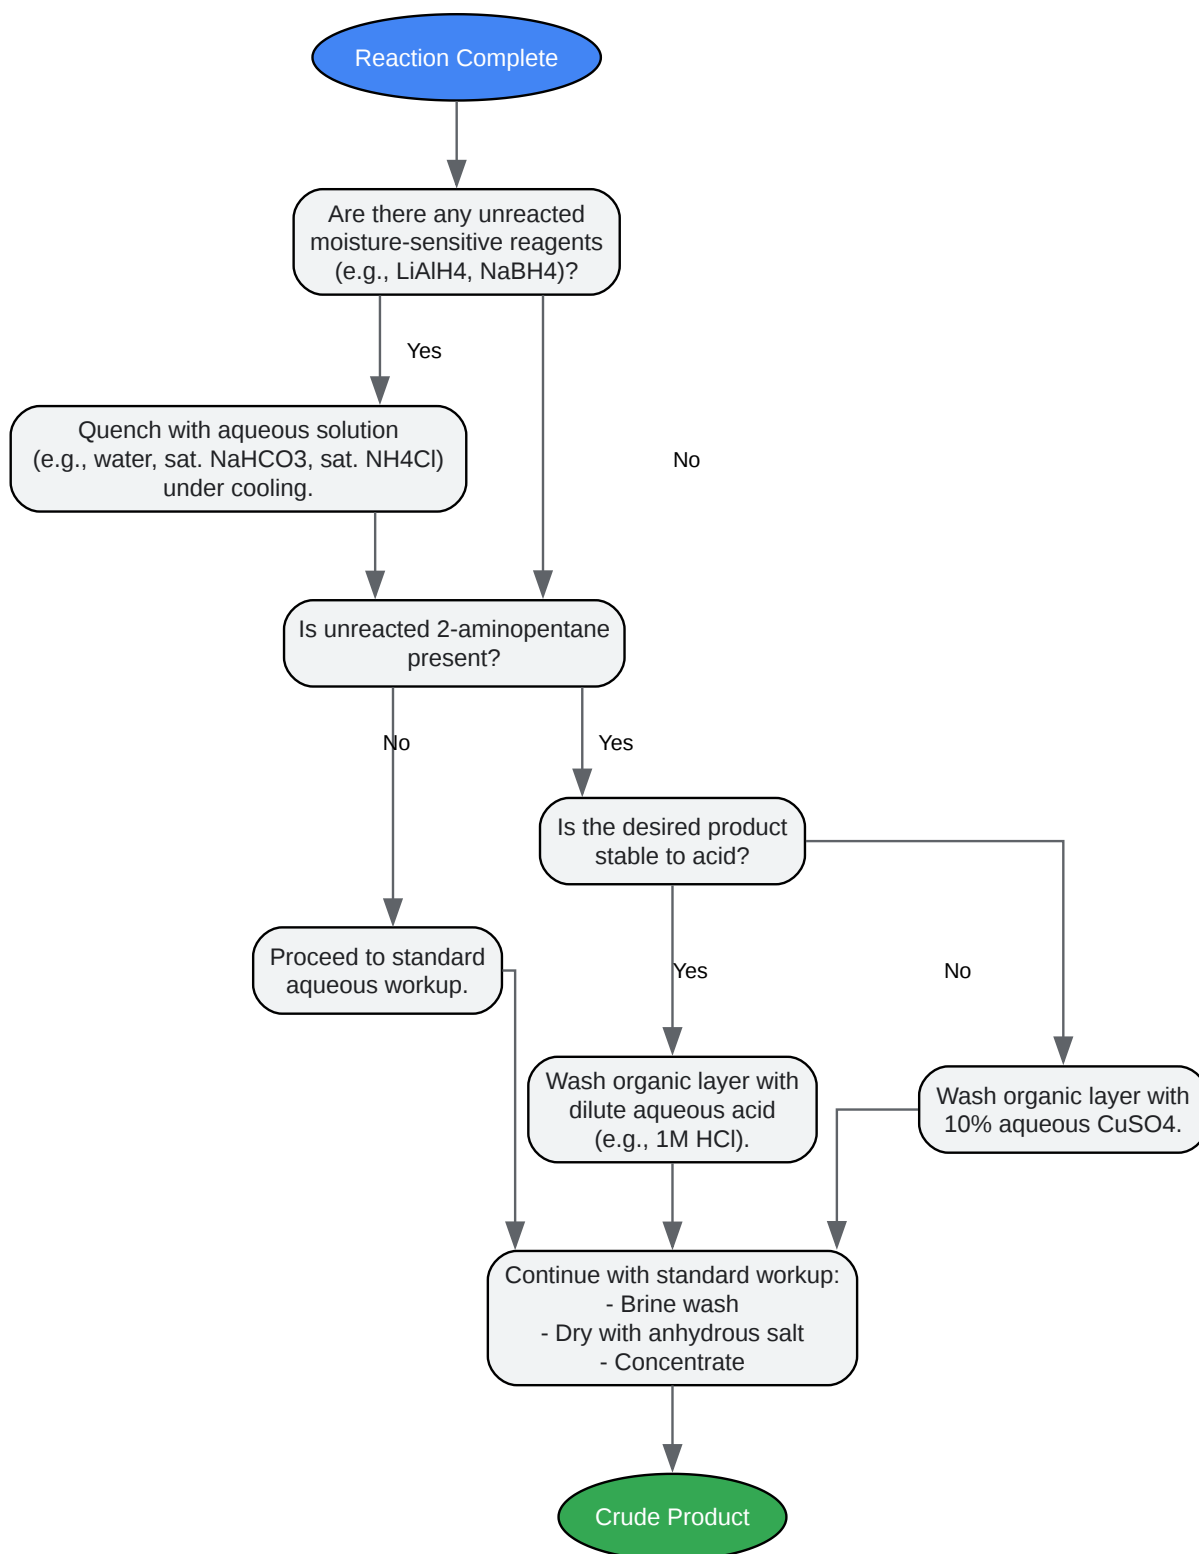 Reaction Complete
Are there any unreacted
moisture-sensitive reagents
(e.g., LiAlH4, NaBH4)?
Yes
Quench with aqueous solution
(e.g., water, sat. NaHCO3, sat. NH4Cl)
under cooling.
No
Is unreacted 2-aminopentane
present?
No
Yes
Is the desired product
stable to acid?
Proceed to standard
aqueous workup.
Yes
No
Wash organic layer with
dilute aqueous acid
(e.g., 1M HCl).
Wash organic layer with
10% aqueous CuSO4.
Continue with standard workup:
- Brine wash
- Dry with anhydrous salt
- Concentrate
Crude Product